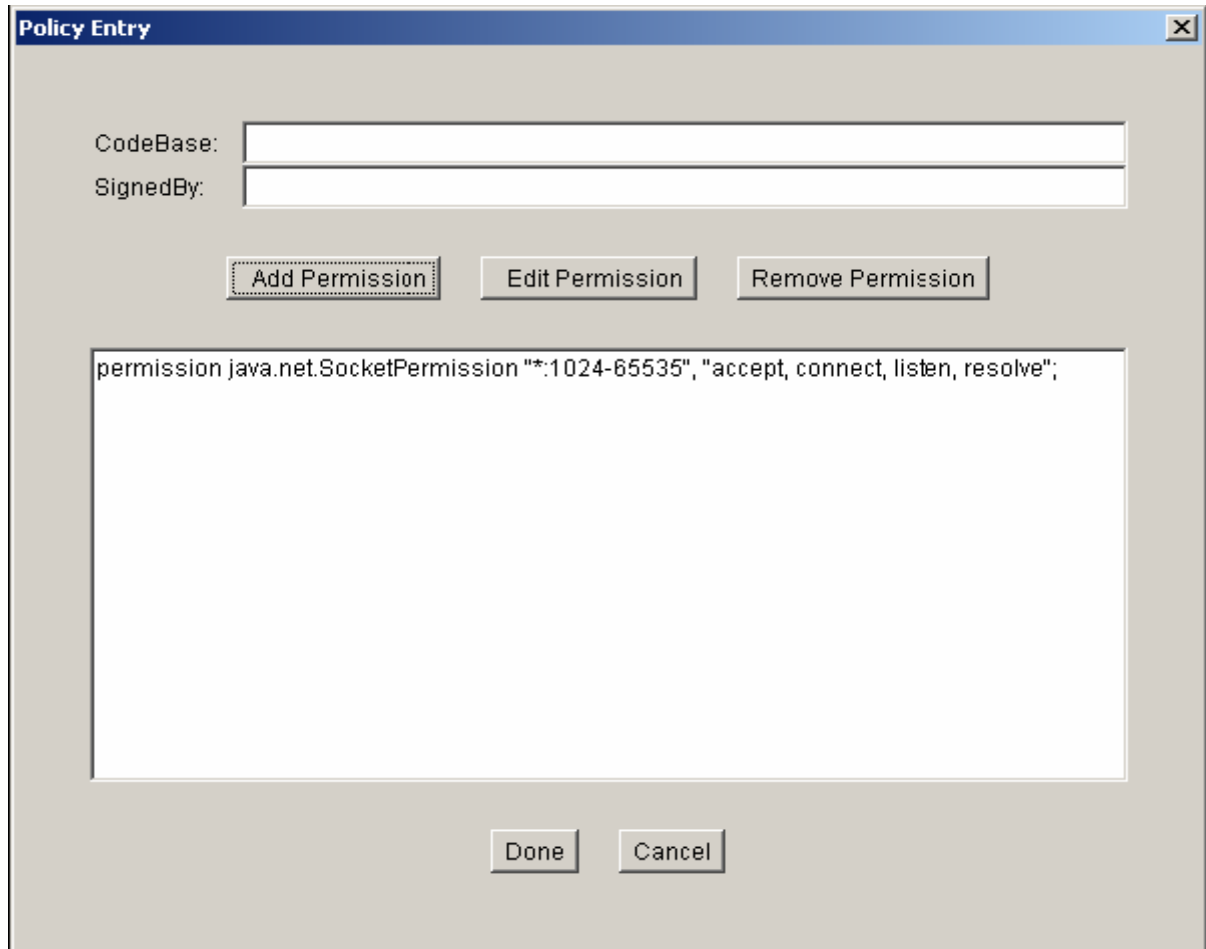 Policy Entry
CodeBase:
SignedBy:
Add Permission Edit Permission Remove Permission
permission java.net.SocketPermission "*:1024-65535", "accept, connect, listen, resolve";
Done Cancel